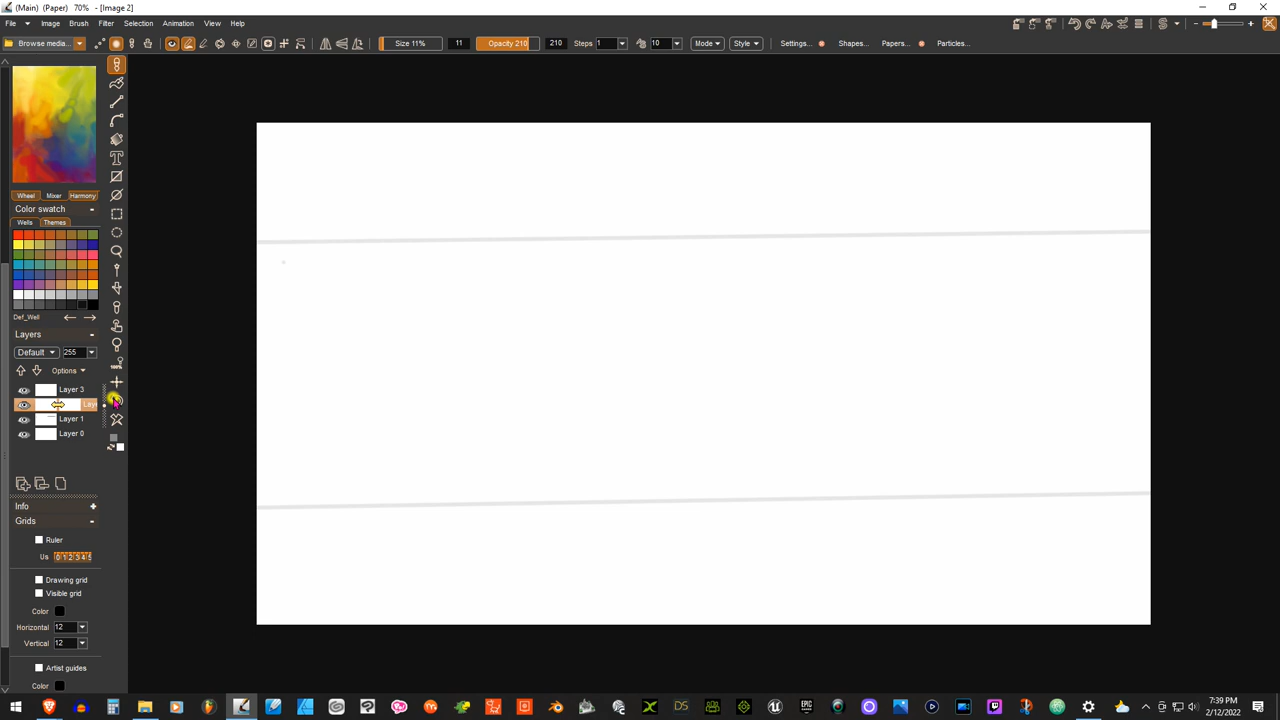 (Main) (Paper) 70% - [Image 2]
File Image Brush Filter Selection Animation View Help
Browse media... Size 11% 11 Opacity 210 210 Steps 1 10 Mode Style Settings... Shapes... Papers... Particles...
Wheel Mixer Harmony
Color swatch -
Wells Themes
Def_Well
Layers -
Default 255
Options
Layer 3
Layer 1
Layer 0
100%
Info +
Grids -
Ruler
Us
Drawing grid
Visible grid
Color
Horizontal 12
Vertical 12
Artist guides
Color
7:39 PM
2/12/2022